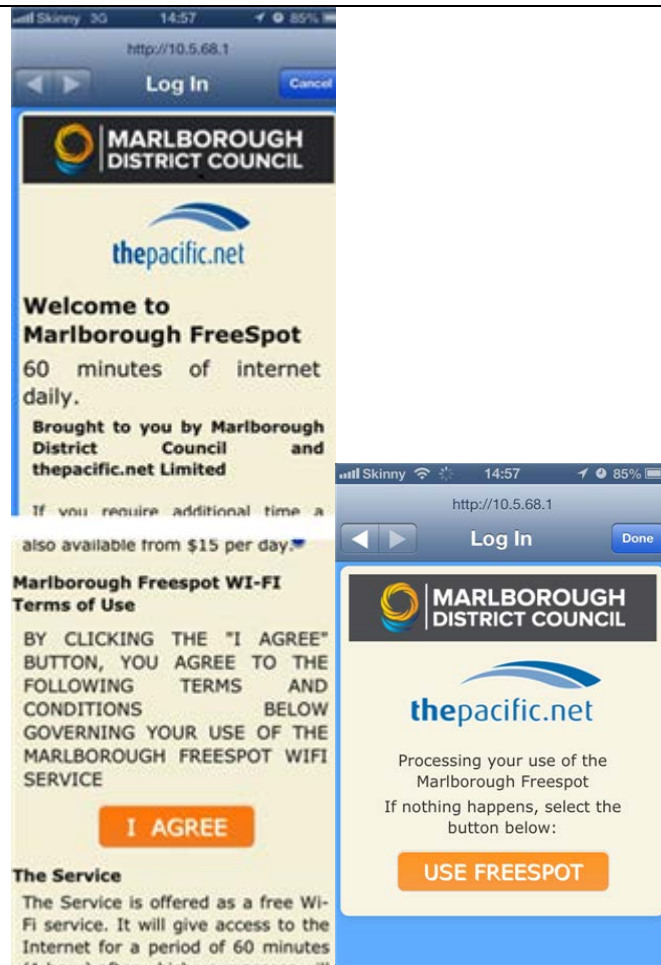 Skinny 3G 14:57 85%
http://10.5.68.1
Log In Cancel
MARLBOROUGH
DISTRICT COUNCIL
thepacific.net
Welcome to
Marlborough FreeSpot
60 minutes of internet
daily.
Brought to you by Marlborough
District Council and
thepacific.net Limited
If you require additional time a
also available from $15 per day.
Marlborough Freespot WI-FI
Terms of Use
BY CLICKING THE "I AGREE"
BUTTON, YOU AGREE TO THE
FOLLOWING TERMS AND
CONDITIONS BELOW
GOVERNING YOUR USE OF THE
MARLBOROUGH FREESPOT WIFI
SERVICE
I AGREE
The Service
The Service is offered as a free Wi-
Fi service. It will give access to the
Internet for a period of 60 minutes
Skinny 14:57 85%
http://10.5.68.1
Log In Done
MARLBOROUGH
DISTRICT COUNCIL
thepacific.net
Processing your use of the
Marlborough Freespot
If nothing happens, select the
button below:
USE FREESPOT